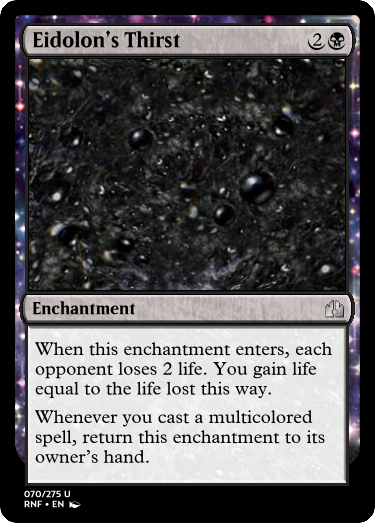 Eidolon's Thirst 2
Enchantment
When this enchantment enters, each
opponent loses 2 life. You gain life
equal to the life lost this way.
Whenever you cast a multicolored
spell, return this enchantment to its
owner's hand.
070/275 U
RNF • EN